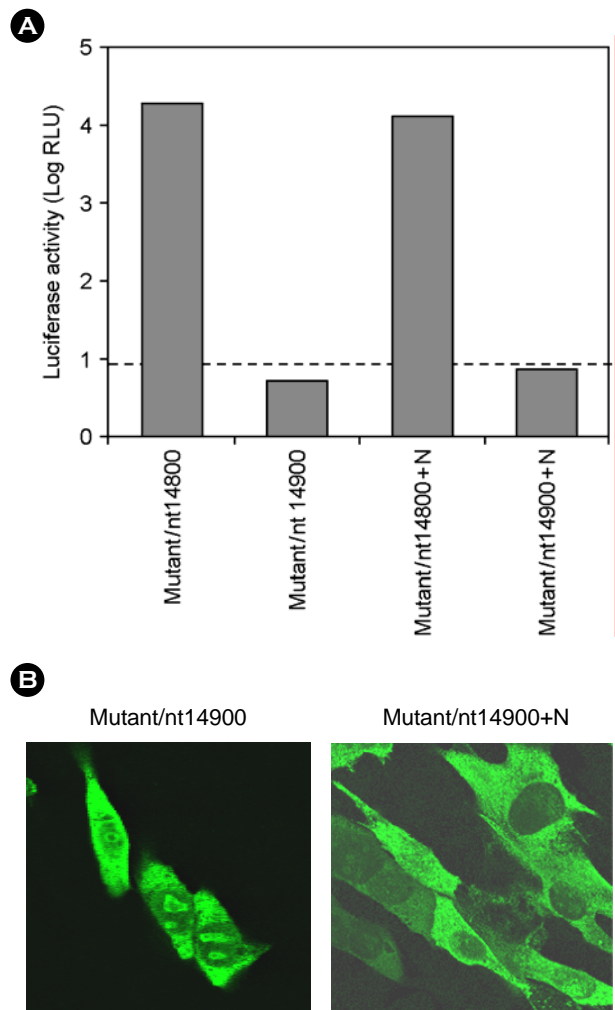 A
Luciferase activity (Log RLU)
5
4
3
2
1
0
Mutant/nt14800
Mutant/nt 14900
Mutant/nt14800+N
Mutant/nt14900+N
B
Mutant/nt14900
Mutant/nt14900+N